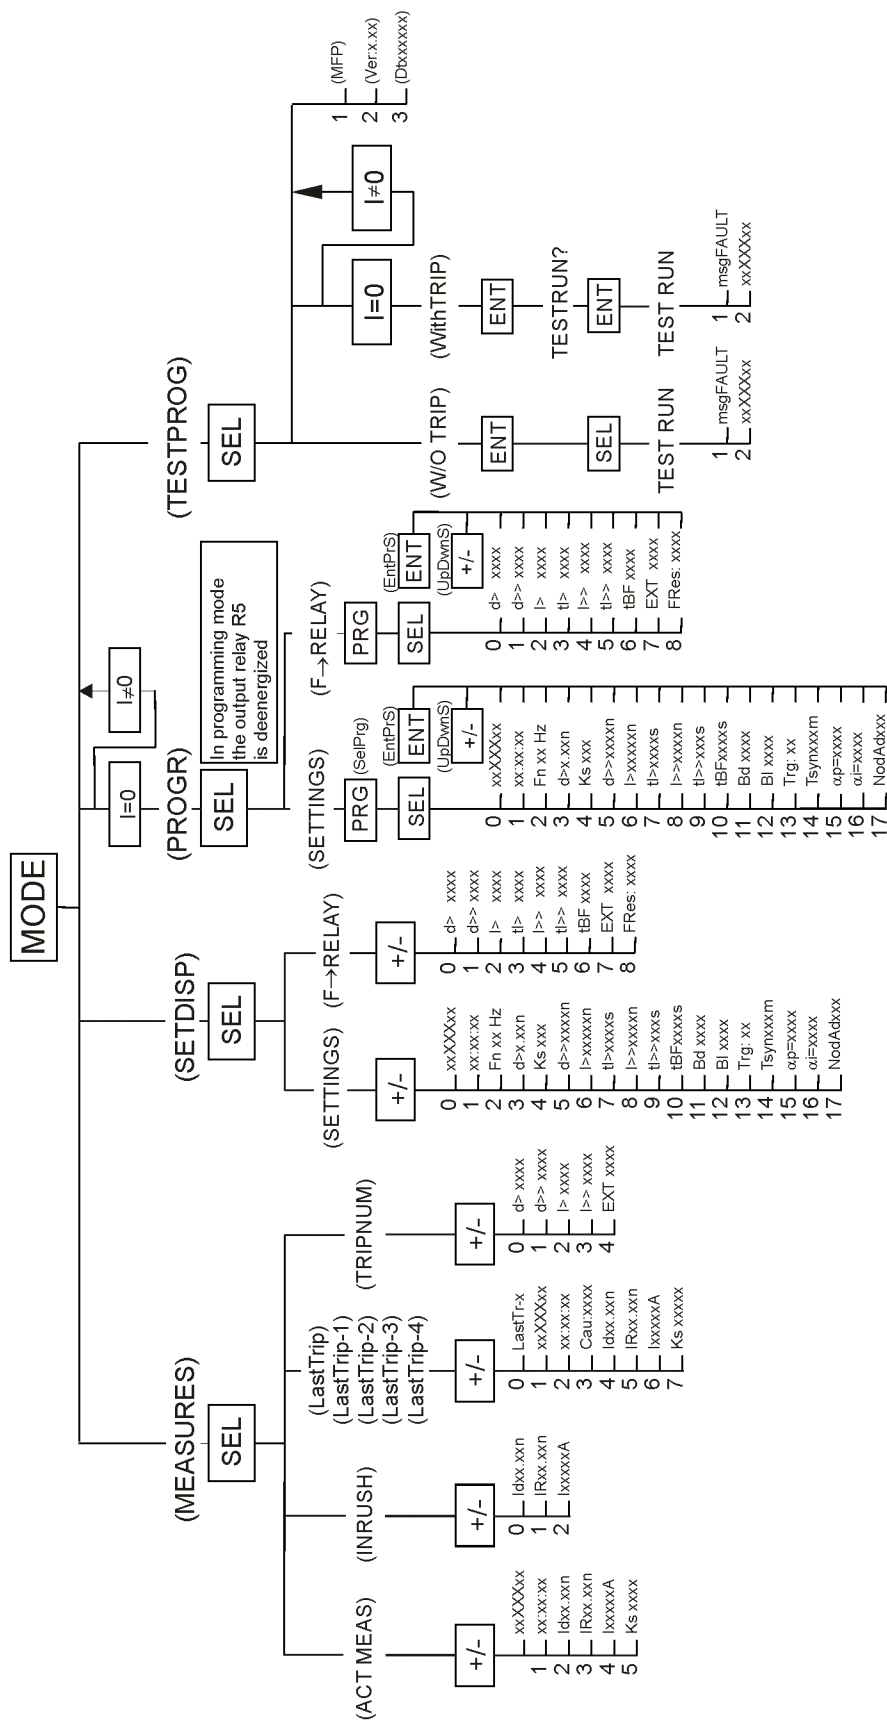 MODE
(MEASURES)
SEL
(ACT MEAS)
+/-
xxXXXxx
1 xx:xx:xx
2 Idxx.xxn
3 IRxx.xxn
4 IxxxxxA
5 Ks xxxx
(INRUSH)
+/-
0 Idxx.xxn
1 IRxx.xxn
2 IxxxxxA
(LastTrip)
(LastTrip-1)
(LastTrip-2)
(LastTrip-3)
(LastTrip-4)
+/-
0 LastTr-x
1 xxXXXxx
2 xx:xx:xx
3 Cau:xxxx
4 Idxx.xxn
5 IRxx.xxn
6 IxxxxxA
7 Ks xxxxx
(TRIPNUM)
+/-
0 d> xxxx
1 d>> xxxx
2 I> xxxx
3 I>> xxxx
4 EXT xxxx
(SETDISP)
SEL
(SETTINGS)
+/-
0 xxXXXxx
1 xx:xx:xx
2 Fn xx Hz
3 d>x.xxn
4 Ks xxx
5 d>>xxxxn
6 I>xxxxxn
7 tI>xxxxs
8 I>>xxxxn
9 tI>>xxxs
10 tBFxxxxs
11 Bd xxxx
12 BI xxxx
13 Trg: xx
14 Tsynxxxm
15 αp=xxxx
16 αi=xxxx
17 NodAdxxx
(F→RELAY)
+/-
0 d> xxxx
1 d>> xxxx
2 I> xxxx
3 tI> xxxx
4 I>> xxxx
5 tI>> xxxx
6 tBF xxxx
7 EXT xxxx
8 FRes: xxxx
I=0
I≠0
(PROGR)
SEL
In programming mode
the output relay R5
is deenergized
(SETTINGS)
PRG
(SelPrg)
SEL
(EntPrS)
ENT
(UpDwnS)
+/-
0 xxXXXxx
1 xx:xx:xx
2 Fn xx Hz
3 d>x.xxn
4 Ks xxx
5 d>>xxxxn
6 I>xxxxxn
7 tI>xxxxs
8 I>>xxxxn
9 tI>>xxxs
10 tBFxxxxs
11 Bd xxxx
12 BI xxxx
13 Trg: xx
14 Tsynxxxm
15 αp=xxxx
16 αi=xxxx
17 NodAdxxx
(F→RELAY)
PRG
SEL
(EntPrS)
ENT
(UpDwnS)
+/-
0 d> xxxx
1 d>> xxxx
2 I> xxxx
3 tI> xxxx
4 I>> xxxx
5 tI>> xxxx
6 tBF xxxx
7 EXT xxxx
8 FRes: xxxx
(TESTPROG)
SEL
(W/O TRIP)
ENT
SEL
TEST RUN
1 msgFAULT
2 xxXXXxx
I=0
I≠0
(WithTRIP)
ENT
TESTRUN?
ENT
TEST RUN
1 msgFAULT
2 xxXXXxx
1 (MFP)
2 (Ver:x.xx)
3 (Dtxxxxxx)